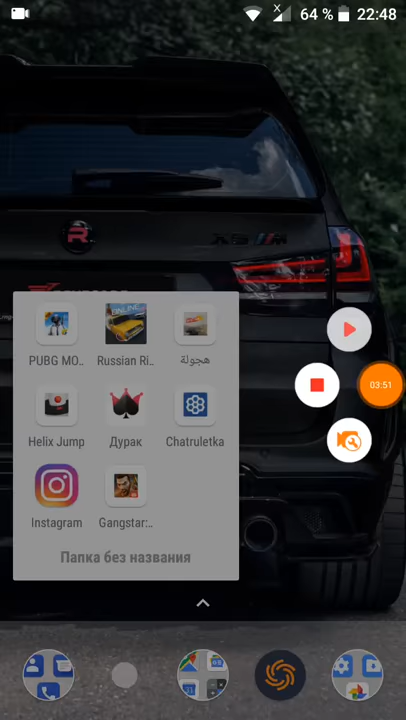 64 % 22:48
PUBG MO.. Russian Ri.. هجولة
03:51
Helix Jump Дурак Chatruletka
Instagram Gangstar:..
Папка без названия